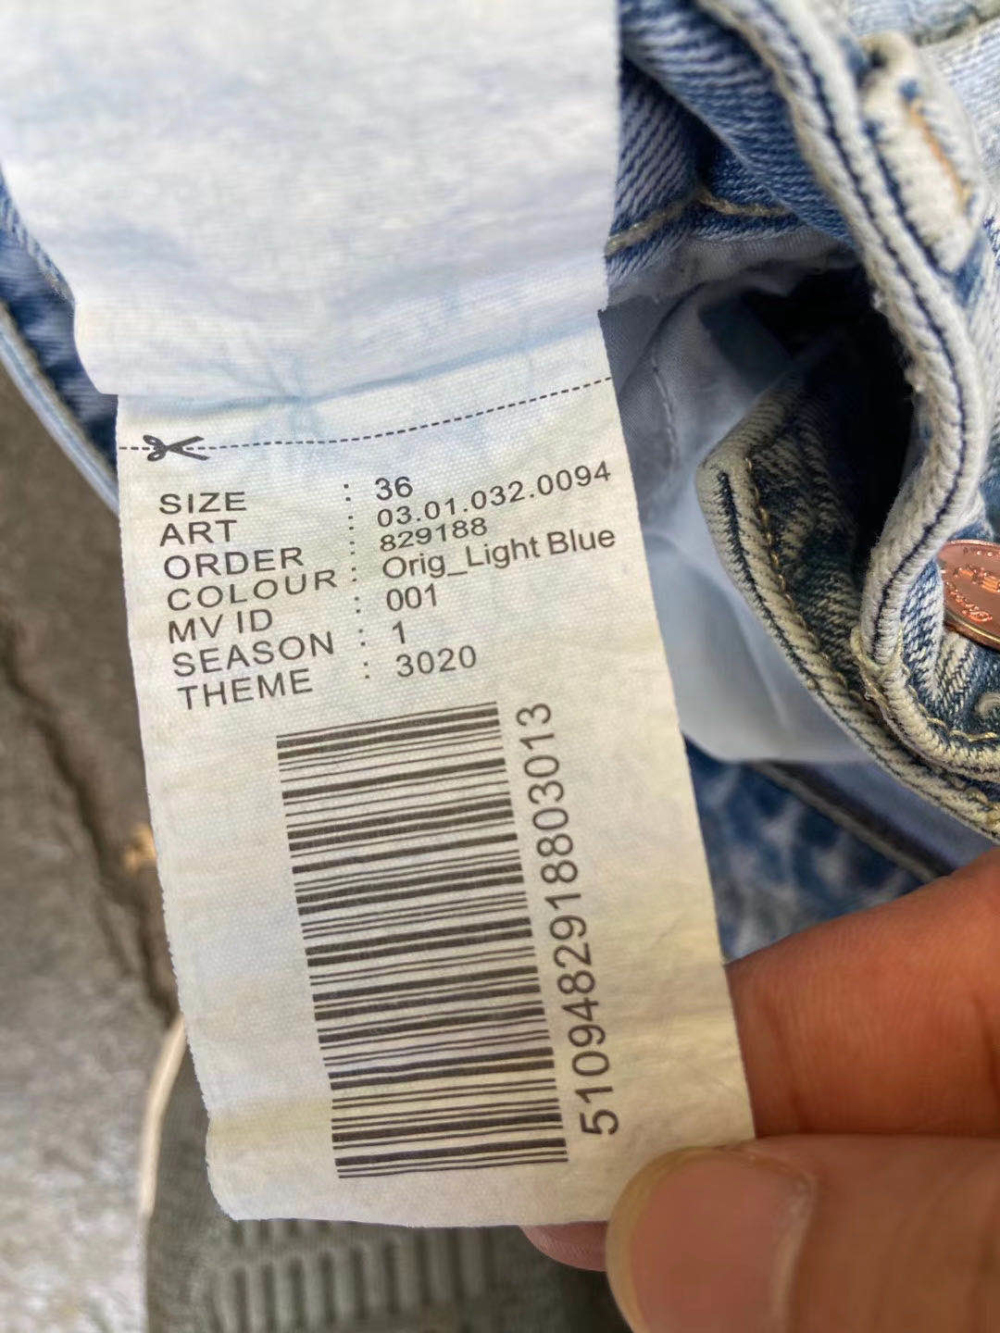 SIZE : 36
ART : 03.01.032.0094
ORDER : 829188
COLOUR : Orig_Light Blue
MV ID : 001
SEASON : 1
THEME : 3020
5109482918803013